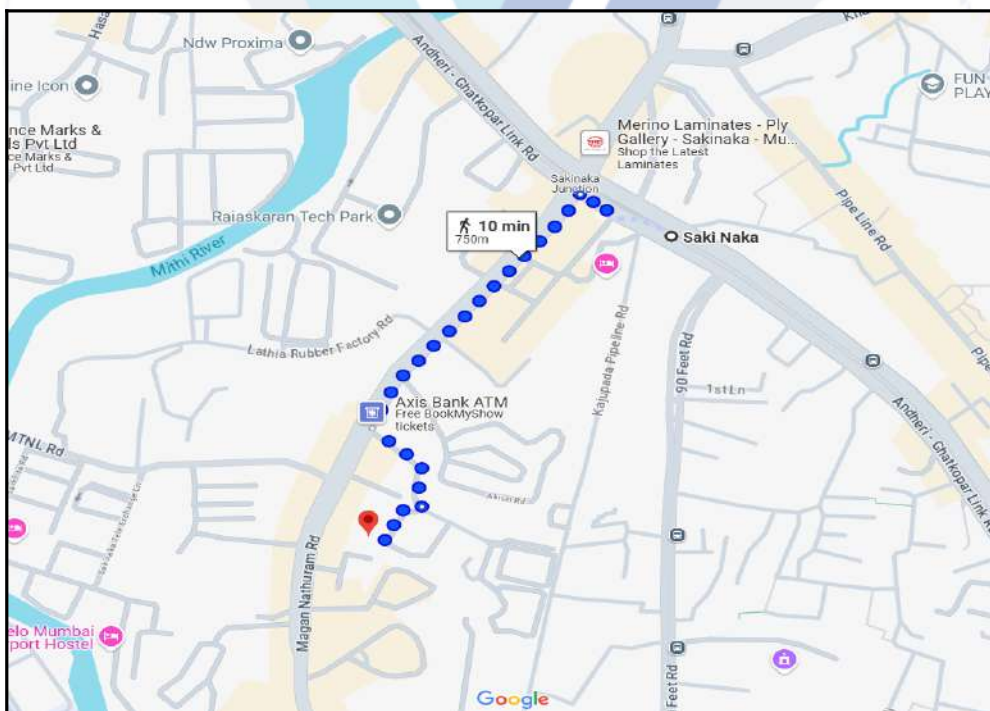 Hasa
Ndw Proxima
Andheri - Ghatkopar Link Rd
Kha
ine Icon
FUN
PLAY
nce Marks &
ls Pvt Ltd
ce Marks &
Pvt Ltd
Merino Laminates - Ply
Gallery - Sakinaka - Mu...
Shop the Latest
Laminates
Sakinaka
Junction
Rajaskaran Tech Park
10 min
750m
Saki Naka
Pipe Line Rd
Mithi River
Lathia Rubber Factory Rd
Kajupada Pipeline Rd
90 Feet Rd
1st Ln
Pipe
Axis Bank ATM
Free BookMyShow
tickets
MTNL Rd
Andheri - Ghatkopar Link Rd
Magan Nathuram Rd
elo Mumbai
port Hostel
Feet Rd
Google